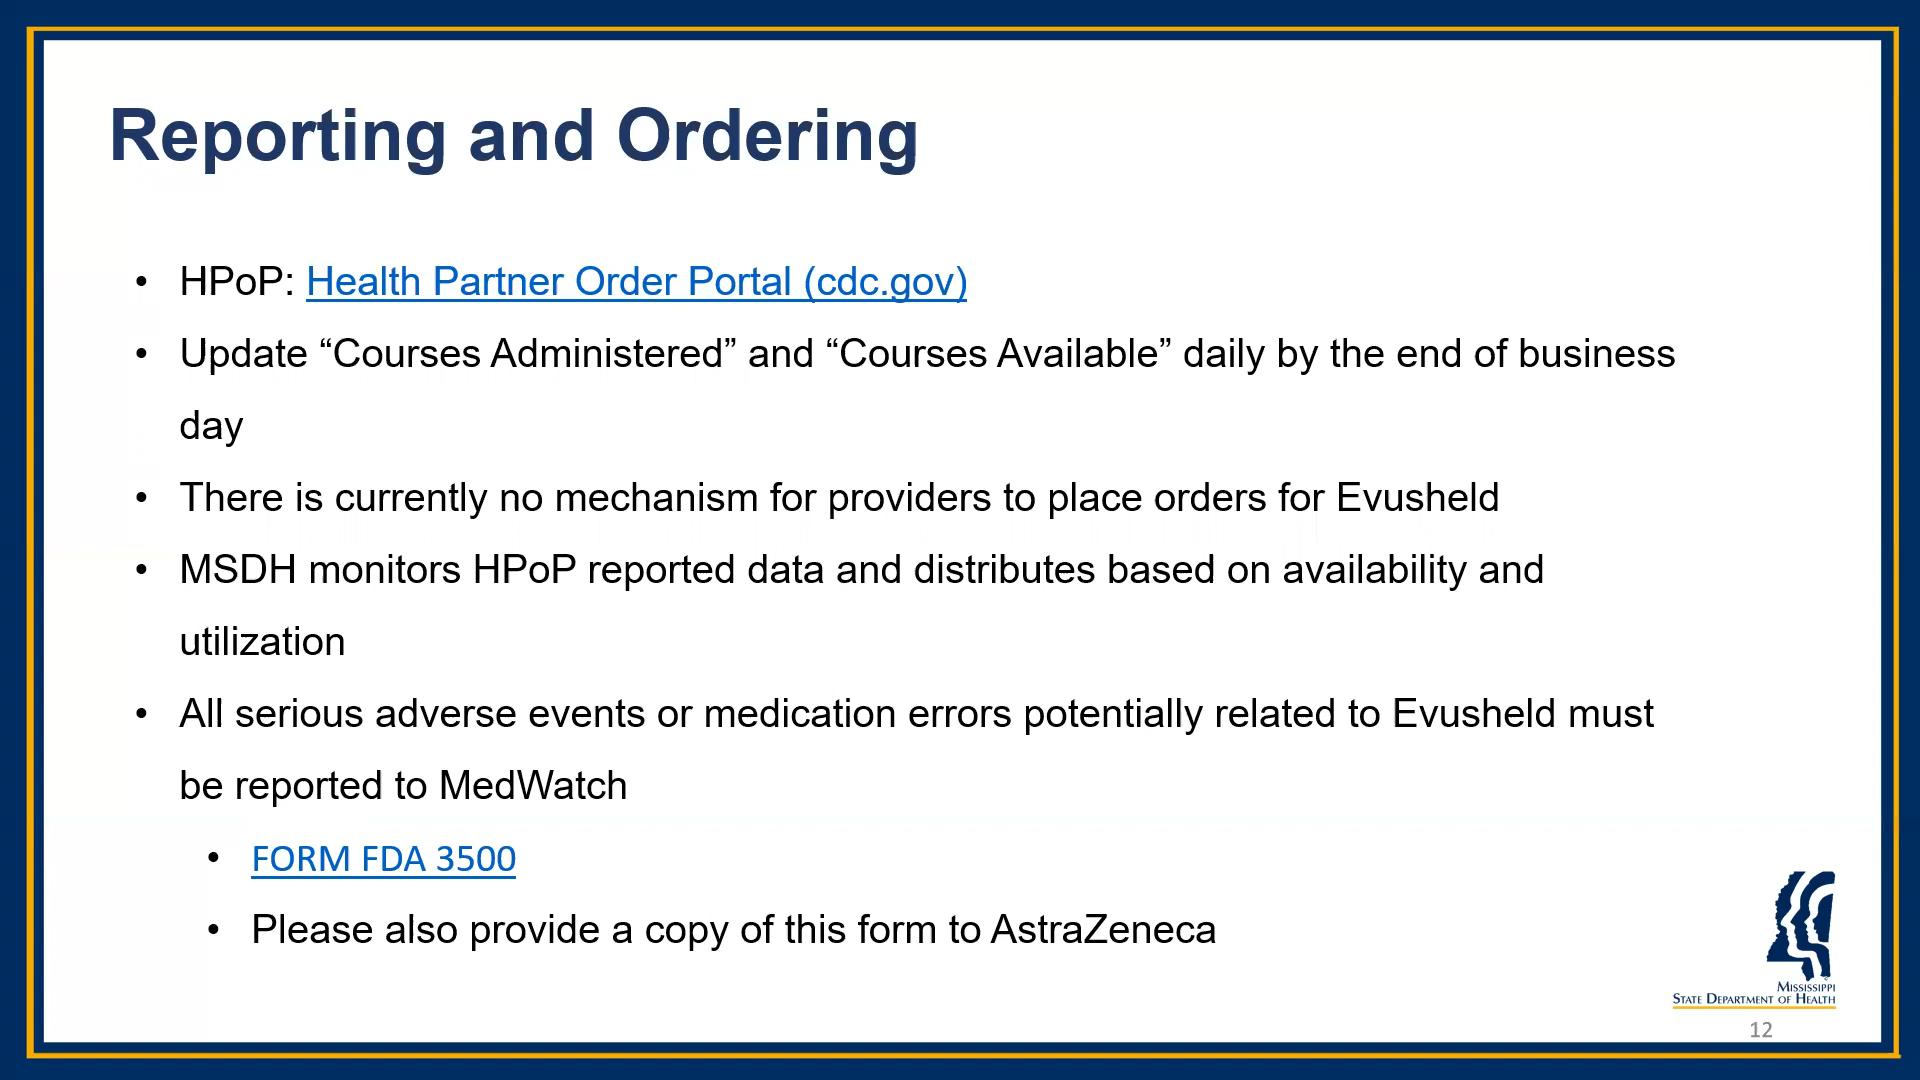 Reporting and Ordering
• HPoP: Health Partner Order Portal (cdc.gov)
• Update “Courses Administered” and “Courses Available” daily by the end of business
day
• There is currently no mechanism for providers to place orders for Evusheld
• MSDH monitors HPoP reported data and distributes based on availability and
utilization
• All serious adverse events or medication errors potentially related to Evusheld must
be reported to MedWatch
• FORM FDA 3500
• Please also provide a copy of this form to AstraZeneca
MISSISSIPPI
STATE DEPARTMENT OF HEALTH
12